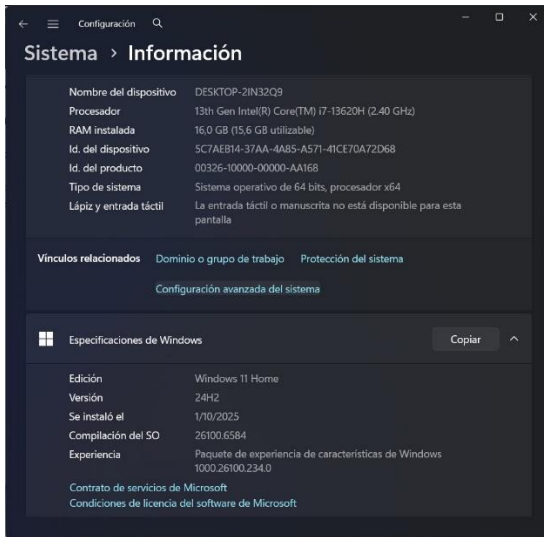 Configuración
Sistema > Información
Nombre del dispositivo DESKTOP-2IN32Q9
Procesador 13th Gen Intel(R) Core(TM) i7-13620H (2.40 GHz)
RAM instalada 16,0 GB (15,6 GB utilizable)
Id. del dispositivo 5C7AEB14-37AA-4A85-A571-41CE70A72D68
Id. del producto 00326-10000-00000-AA168
Tipo de sistema Sistema operativo de 64 bits, procesador x64
Lápiz y entrada táctil La entrada táctil o manuscrita no está disponible para esta
pantalla
Vínculos relacionados Dominio o grupo de trabajo Protección del sistema
Configuración avanzada del sistema
Especificaciones de Windows Copiar
Edición Windows 11 Home
Versión 24H2
Se instaló el 1/10/2025
Compilación del SO 26100.6584
Experiencia Paquete de experiencia de características de Windows
1000.26100.234.0
Contrato de servicios de Microsoft
Condiciones de licencia del software de Microsoft